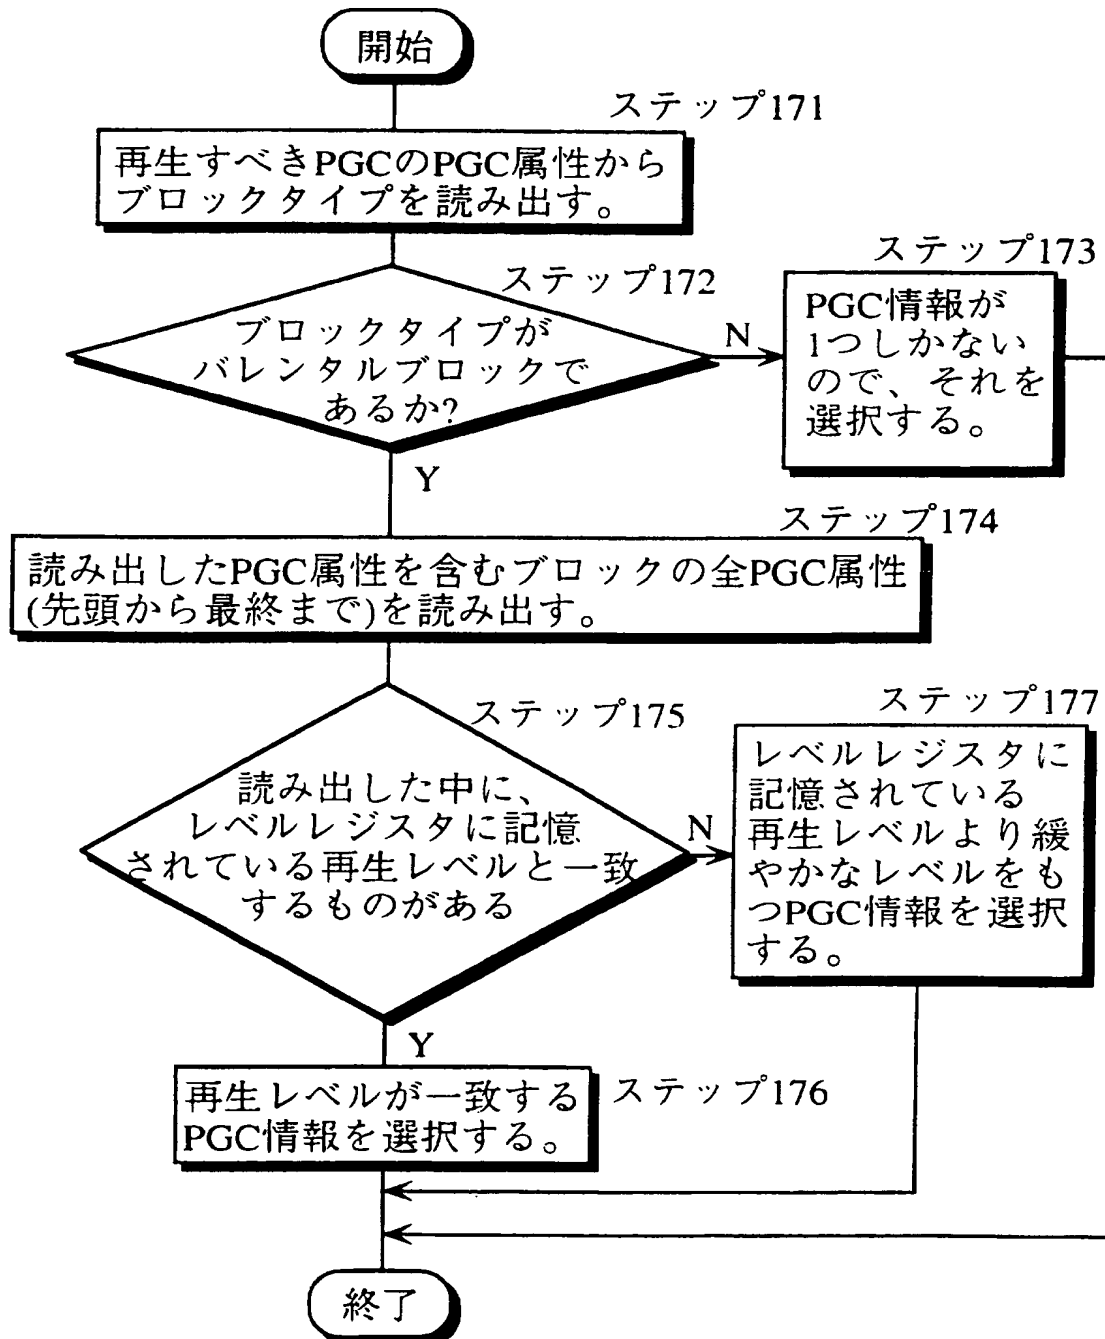 開始
ステップ171
再生すべきPGCのPGC属性から
ブロックタイプを読み出す。
ステップ172
ブロックタイプが
バレンタルブロックで
あるか?
N
ステップ173
PGC情報が
1つしかない
ので、それを
選択する。
Y
ステップ174
読み出したPGC属性を含むブロックの全PGC属性
(先頭から最終まで)を読み出す。
ステップ175
読み出した中に、
レベルレジスタに記憶
されている再生レベルと一致
するものがある
N
ステップ177
レベルレジスタに
記憶されている
再生レベルより緩
やかなレベルをも
つPGC情報を選択
する。
Y
再生レベルが一致する
PGC情報を選択する。
ステップ176
終了